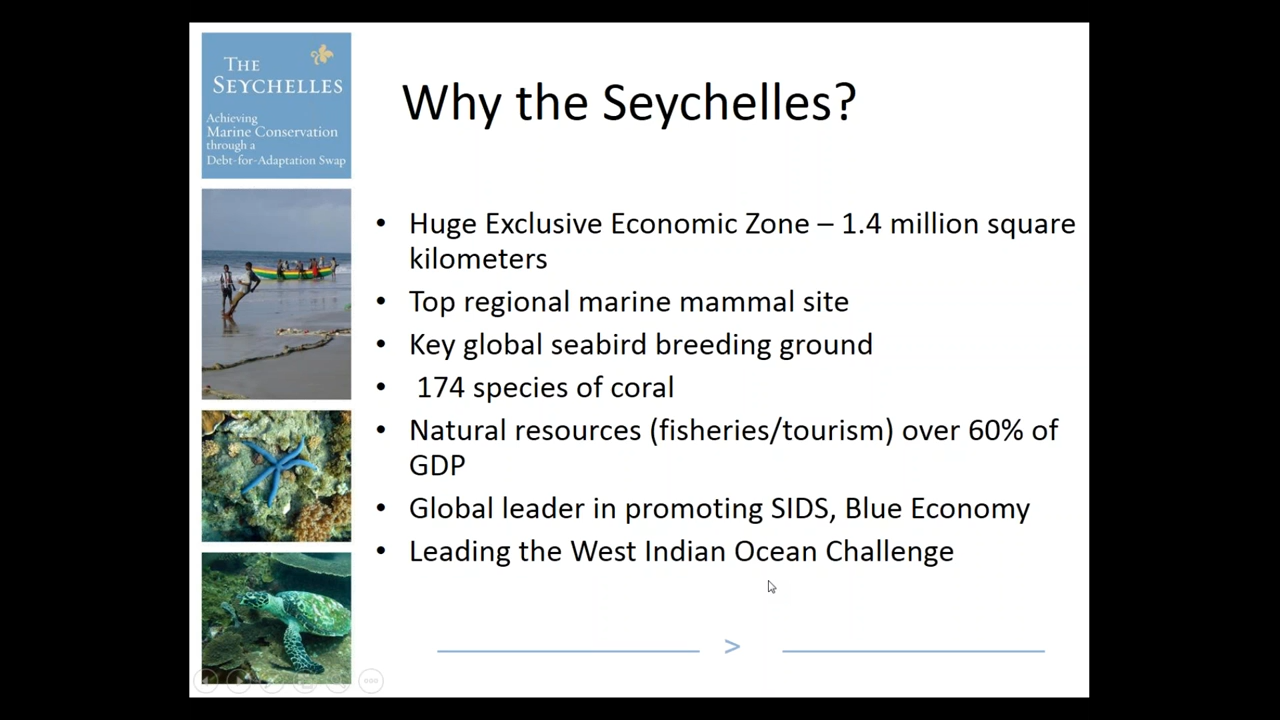 THE
SEYCHELLES
Achieving
Marine Conservation
through a
Debt-for-Adaptation Swap
Why the Seychelles?
• Huge Exclusive Economic Zone – 1.4 million square
kilometers
• Top regional marine mammal site
• Key global seabird breeding ground
• 174 species of coral
• Natural resources (fisheries/tourism) over 60% of
GDP
• Global leader in promoting SIDS, Blue Economy
• Leading the West Indian Ocean Challenge
>